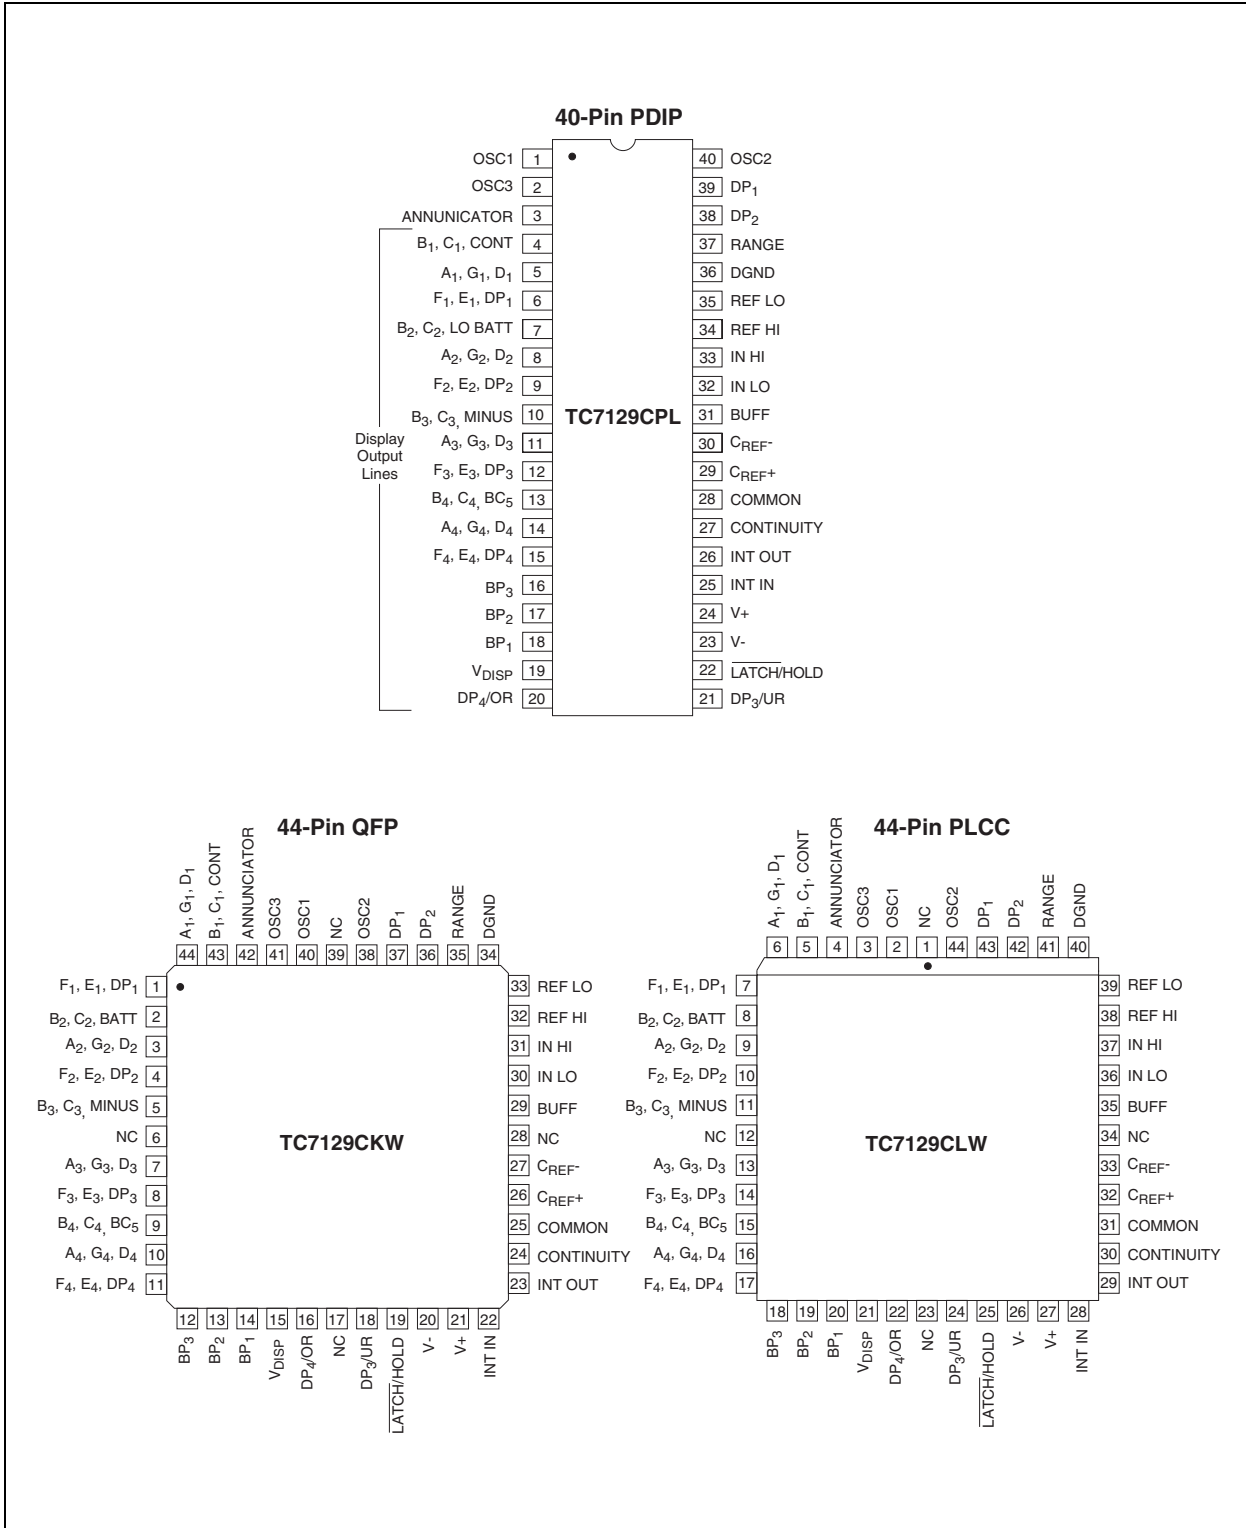 40-Pin PDIP
OSC1 1
OSC3 2
ANNUNICATOR 3
B1, C1, CONT 4
A1, G1, D1 5
F1, E1, DP1 6
B2, C2, LO BATT 7
A2, G2, D2 8
F2, E2, DP2 9
B3, C3, MINUS 10
A3, G3, D3 11
F3, E3, DP3 12
B4, C4, BC5 13
A4, G4, D4 14
F4, E4, DP4 15
BP3 16
BP2 17
BP1 18
VDISP 19
DP4/OR 20
Display
Output
Lines
TC7129CPL
40 OSC2
39 DP1
38 DP2
37 RANGE
36 DGND
35 REF LO
34 REF HI
33 IN HI
32 IN LO
31 BUFF
30 CREF-
29 CREF+
28 COMMON
27 CONTINUITY
26 INT OUT
25 INT IN
24 V+
23 V-
22 LATCH/HOLD
21 DP3/UR
44-Pin QFP
A1, G1, D1 44
B1, C1, CONT 43
ANNUNCIATOR 42
OSC3 41
OSC1 40
NC 39
OSC2 38
DP1 37
DP2 36
RANGE 35
DGND 34
F1, E1, DP1 1
B2, C2, BATT 2
A2, G2, D2 3
F2, E2, DP2 4
B3, C3, MINUS 5
NC 6
A3, G3, D3 7
F3, E3, DP3 8
B4, C4, BC5 9
A4, G4, D4 10
F4, E4, DP4 11
TC7129CKW
33 REF LO
32 REF HI
31 IN HI
30 IN LO
29 BUFF
28 NC
27 CREF-
26 CREF+
25 COMMON
24 CONTINUITY
23 INT OUT
12 BP3
13 BP2
14 BP1
15 VDISP
16 DP4/OR
17 NC
18 DP3/UR
19 LATCH/HOLD
20 V-
21 V+
22 INT IN
44-Pin PLCC
A1, G1, D1 6
B1, C1, CONT 5
ANNUNCIATOR 4
OSC3 3
OSC1 2
NC 1
OSC2 44
DP1 43
DP2 42
RANGE 41
DGND 40
F1, E1, DP1 7
B2, C2, BATT 8
A2, G2, D2 9
F2, E2, DP2 10
B3, C3, MINUS 11
NC 12
A3, G3, D3 13
F3, E3, DP3 14
B4, C4, BC5 15
A4, G4, D4 16
F4, E4, DP4 17
TC7129CLW
39 REF LO
38 REF HI
37 IN HI
36 IN LO
35 BUFF
34 NC
33 CREF-
32 CREF+
31 COMMON
30 CONTINUITY
29 INT OUT
18 BP3
19 BP2
20 BP1
21 VDISP
22 DP4/OR
23 NC
24 DP3/UR
25 LATCH/HOLD
26 V-
27 V+
28 INT IN